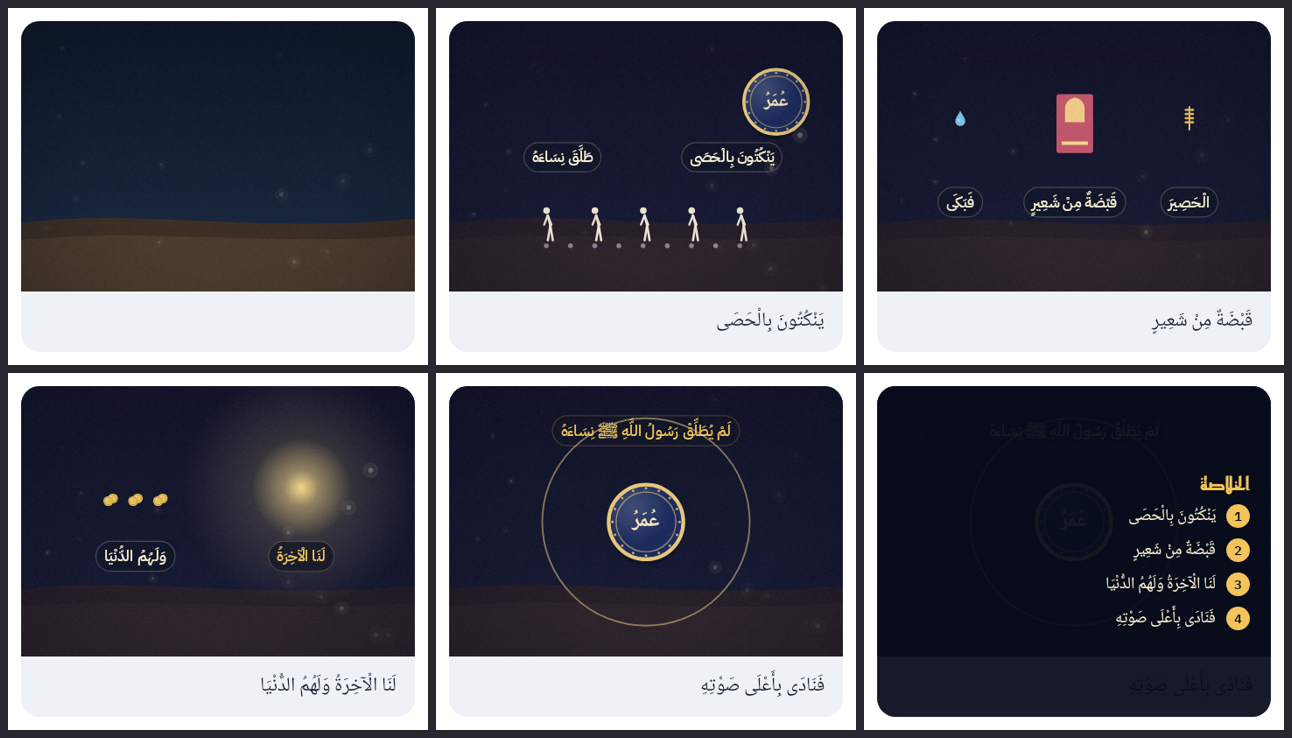 عُمَرُ
يَنْكُتُونَ بِالْحَصَى
طَلَّقَ نِسَاءَهُ
يَنْكُتُونَ بِالْحَصَى
الْحَصِيرَ
قَبْضَةٌ مِنْ شَعِيرٍ
فَبَكَى
قَبْضَةٌ مِنْ شَعِيرٍ
لَنَا الْآخِرَةُ
وَلَهُمُ الدُّنْيَا
لَنَا الْآخِرَةُ وَلَهُمُ الدُّنْيَا
لَمْ يُطَلِّقْ رَسُولُ اللَّهِ ﷺ نِسَاءَهُ
عُمَرُ
فَنَادَى بِأَعْلَى صَوْتِهِ
لَمْ يُطَلِّقْ رَسُولُ اللَّهِ ﷺ نِسَاءَهُ
عُمَرُ
الخلاصة
1 يَنْكُتُونَ بِالْحَصَى
2 قَبْضَةٌ مِنْ شَعِيرٍ
3 لَنَا الْآخِرَةُ وَلَهُمُ الدُّنْيَا
4 فَنَادَى بِأَعْلَى صَوْتِهِ
فَنَادَى بِأَعْلَى صَوْتِهِ